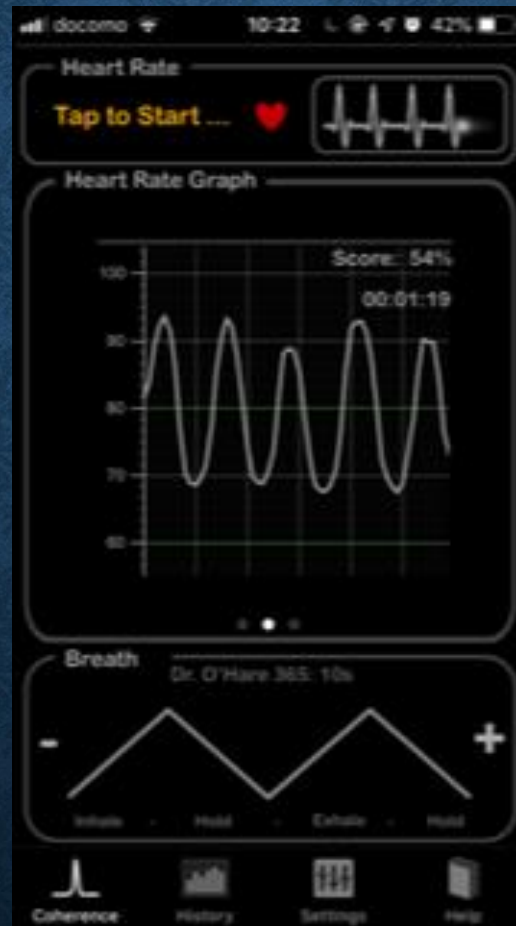 docomo 10:22 42%
Heart Rate
Tap to Start ...
Heart Rate Graph
Score: 54%
00:01:19
100
90
80
70
60
Breath
Dr. O'Hare 365: 10s
- +
Inhale - Hold - Exhale - Hold
Coherence History Settings Help